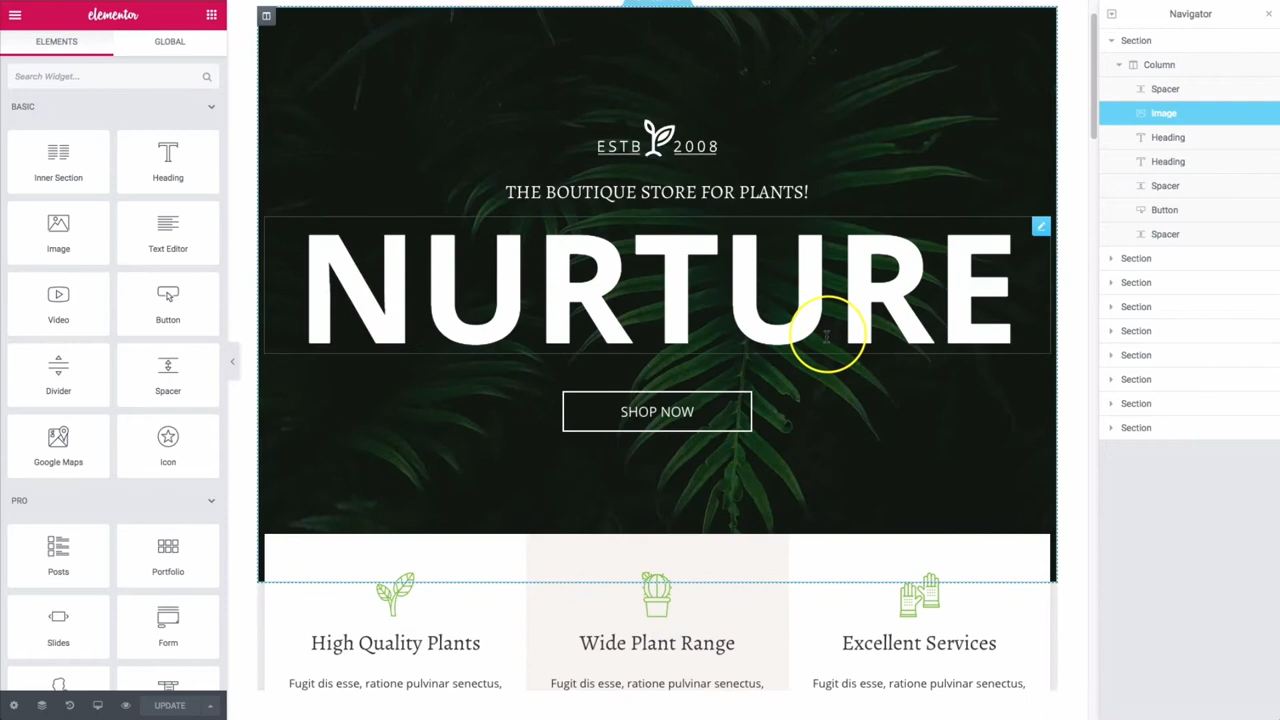 elementor
ELEMENTS
GLOBAL
Search Widget...
BASIC
Inner Section
Heading
Image
Text Editor
Video
Button
Divider
Spacer
Google Maps
Icon
PRO
Posts
Portfolio
Slides
Form
UPDATE
ESTB 2008
THE BOUTIQUE STORE FOR PLANTS!
NURTURE
SHOP NOW
High Quality Plants
Wide Plant Range
Excellent Services
Fugit dis esse, ratione pulvinar senectus,
Fugit dis esse, ratione pulvinar senectus,
Fugit dis esse, ratione pulvinar senectus,
Navigator
Section
Column
Spacer
Image
Heading
Heading
Spacer
Button
Spacer
Section
Section
Section
Section
Section
Section
Section
Section